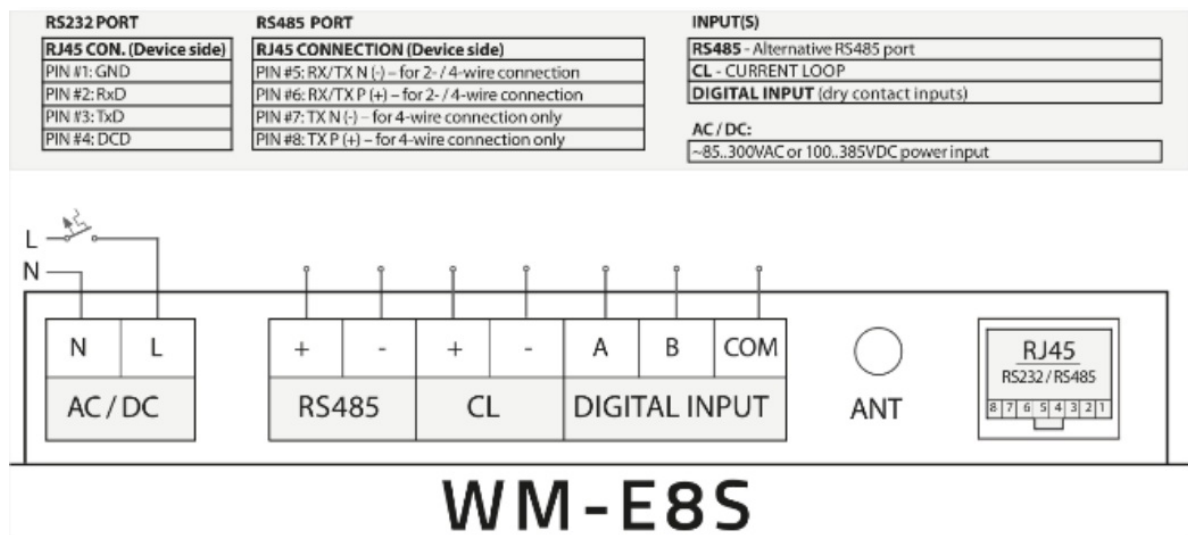 RS232 PORT
RJ45 CON. (Device side)
PIN #1: GND
PIN #2: RxD
PIN #3: TxD
PIN #4: DCD
RS485 PORT
RJ45 CONNECTION (Device side)
PIN #5: RX/TX N (-) – for 2- / 4-wire connection
PIN #6: RX/TX P (+) – for 2- / 4-wire connection
PIN #7: TX N (-) – for 4-wire connection only
PIN #8: TX P (+) – for 4-wire connection only
INPUT(S)
RS485 - Alternative RS485 port
CL - CURRENT LOOP
DIGITAL INPUT (dry contact inputs)
AC / DC:
~85..300VAC or 100..385VDC power input
L
N
N L
AC / DC
+ - + - A B COM
RS485 CL DIGITAL INPUT
ANT
RJ45
RS232 / RS485
8 7 6 5 4 3 2 1
WM-E8S